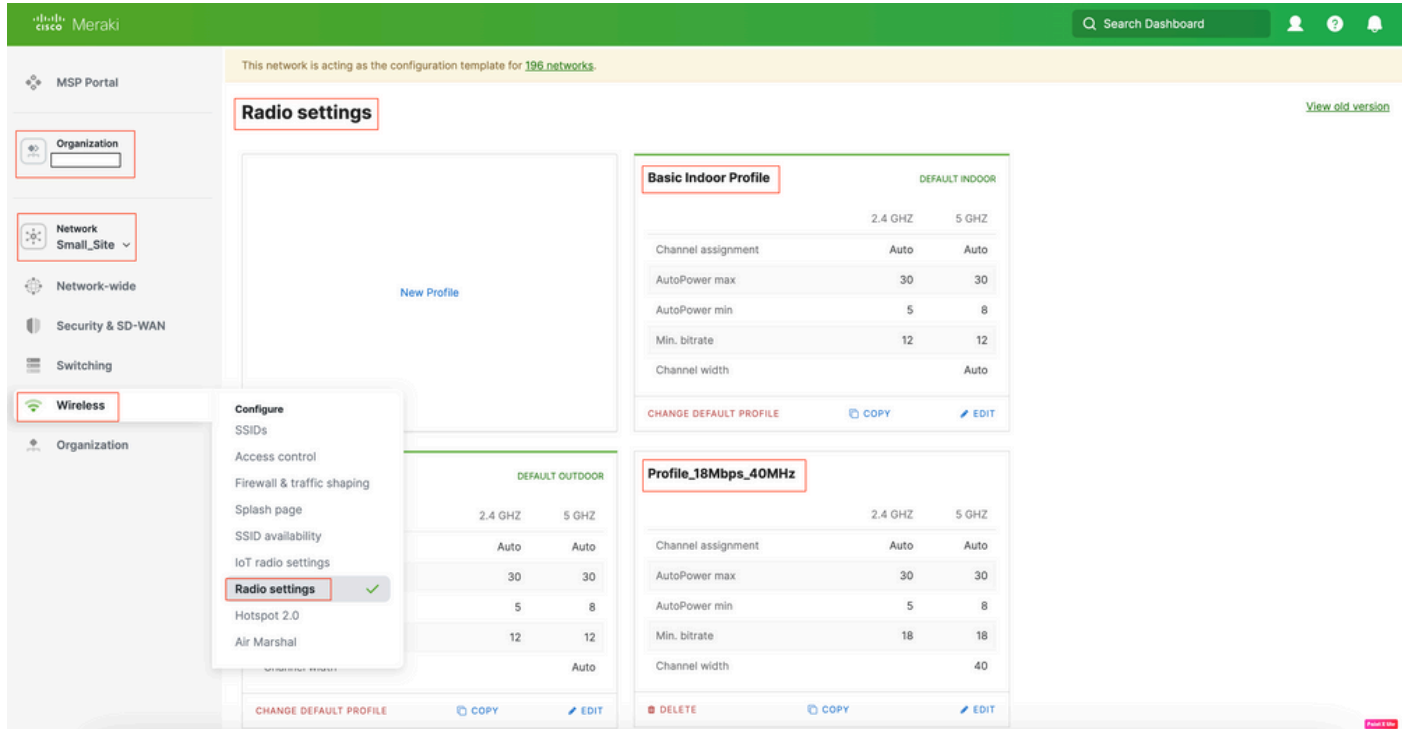 cisco Meraki
Search Dashboard
MSP Portal
This network is acting as the configuration template for 196 networks.
Radio settings
View old version
Organization
Network
Small_Site
Network-wide
Security & SD-WAN
Switching
Wireless
Organization
Configure
SSIDs
Access control
Firewall & traffic shaping
Splash page
SSID availability
IoT radio settings
Radio settings
Hotspot 2.0
Air Marshal
New Profile
Basic Indoor Profile DEFAULT INDOOR
2.4 GHZ 5 GHZ
Channel assignment Auto Auto
AutoPower max 30 30
AutoPower min 5 8
Min. bitrate 12 12
Channel width Auto
CHANGE DEFAULT PROFILE COPY EDIT
DEFAULT OUTDOOR
2.4 GHZ 5 GHZ
Auto Auto
30 30
5 8
12 12
Channel width Auto
CHANGE DEFAULT PROFILE COPY EDIT
Profile_18Mbps_40MHz
2.4 GHZ 5 GHZ
Channel assignment Auto Auto
AutoPower max 30 30
AutoPower min 5 8
Min. bitrate 18 18
Channel width 40
DELETE COPY EDIT